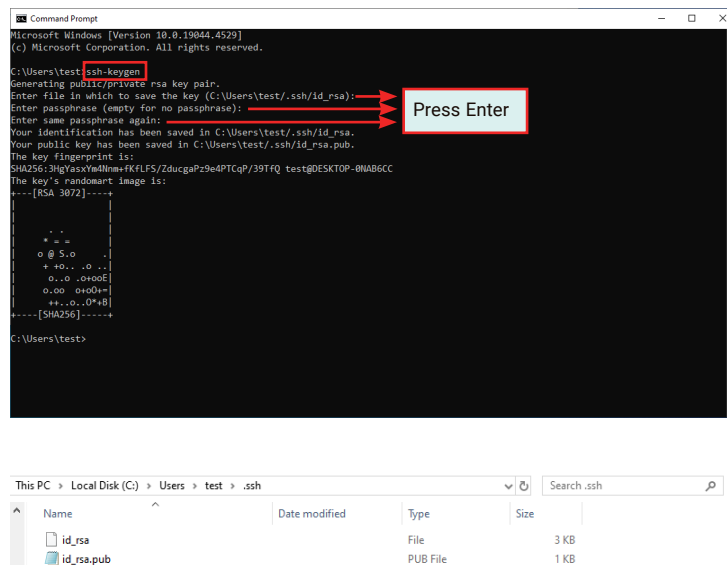 Command Prompt
Microsoft Windows [Version 10.0.19044.4529]
(c) Microsoft Corporation. All rights reserved.
C:\Users\test>ssh-keygen
Generating public/private rsa key pair.
Enter file in which to save the key (C:\Users\test/.ssh/id_rsa):
Enter passphrase (empty for no passphrase):
Enter same passphrase again:
Press Enter
Your identification has been saved in C:\Users\test/.ssh/id_rsa.
Your public key has been saved in C:\Users\test/.ssh/id_rsa.pub.
The key fingerprint is:
SHA256:3HgYasxYm4Nnm+fKfLFS/ZducgaPz9e4PTCqP/39TfQ test@DESKTOP-0NAB6CC
The key's randomart image is:
+---[RSA 3072]----+
|                 |
|                 |
|      . .        |
|     * = =       |
|    o @ S.o     .|
|     + +o.. .o ..|
|      o..o .o+ooE|
|     o.oo  o+oO+=|
|      ++..o..O*+B|
+----[SHA256]-----+
C:\Users\test>
This PC > Local Disk (C:) > Users > test > .ssh
Search .ssh
Name Date modified Type Size
id_rsa File 3 KB
id_rsa.pub PUB File 1 KB